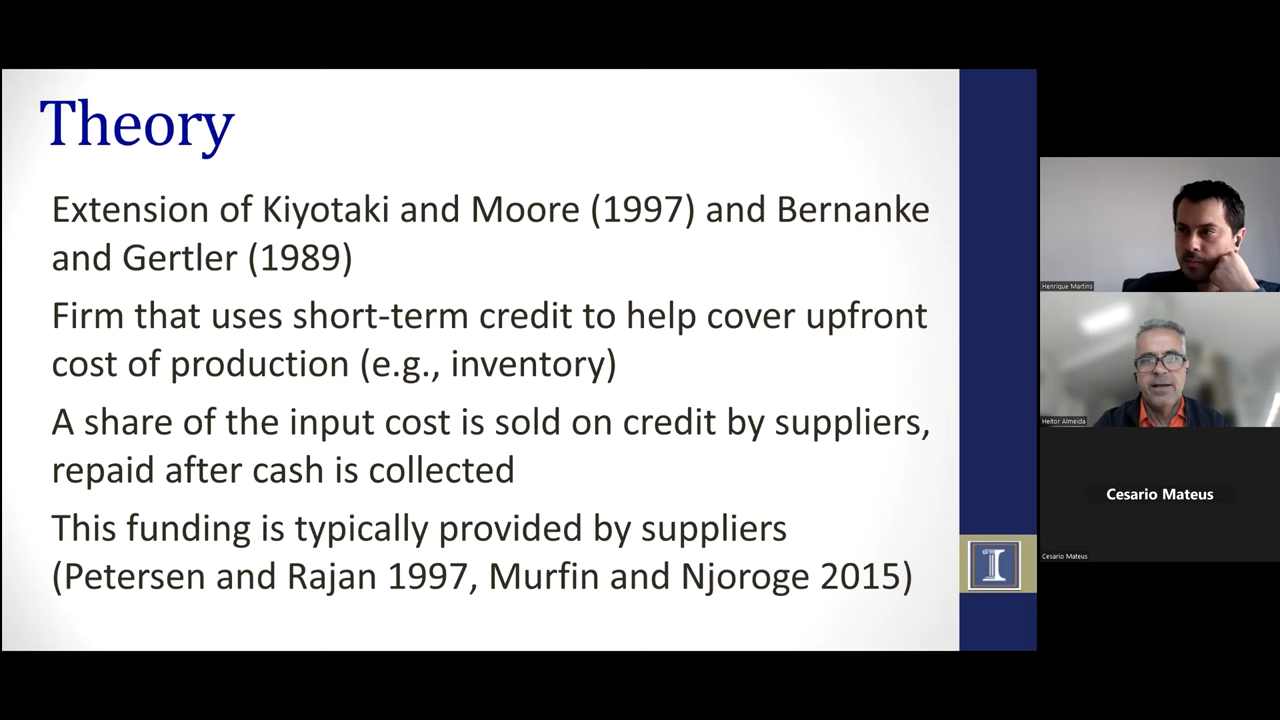 Theory
Extension of Kiyotaki and Moore (1997) and Bernanke
and Gertler (1989)
Firm that uses short-term credit to help cover upfront
cost of production (e.g., inventory)
A share of the input cost is sold on credit by suppliers,
repaid after cash is collected
This funding is typically provided by suppliers
(Petersen and Rajan 1997, Murfin and Njoroge 2015)
I
Henrique Martins
Heitor Almeida
Cesario Mateus
Cesario Mateus